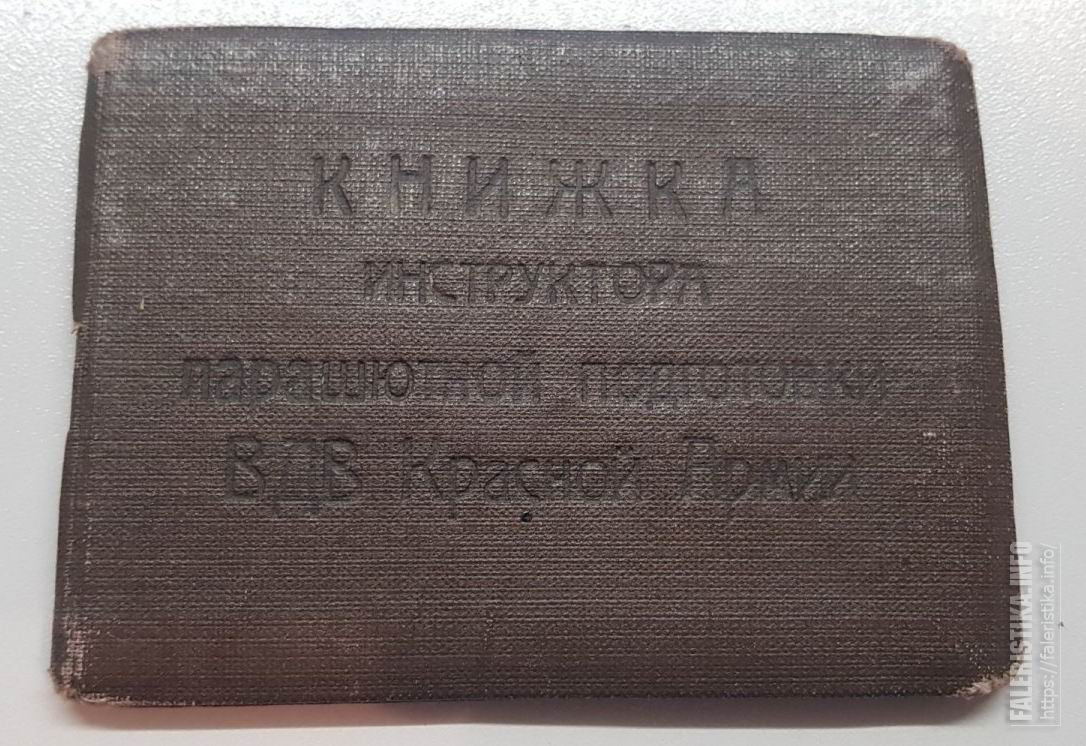 КНИЖКА
ИНСТРУКТОРА
парашютной подготовки
ВДВ Красной Армии
FALERISTIKA.INFO
https://faleristika.info/